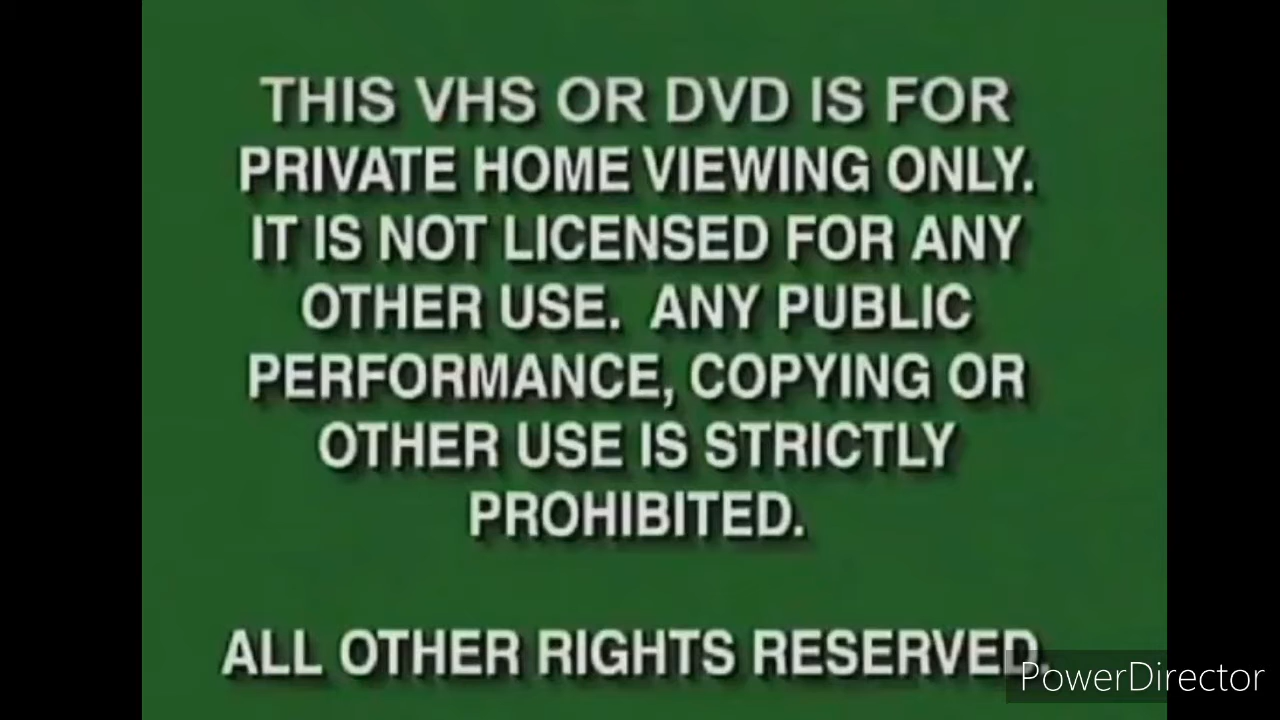 THIS VHS OR DVD IS FOR
PRIVATE HOME VIEWING ONLY.
IT IS NOT LICENSED FOR ANY
OTHER USE.  ANY PUBLIC
PERFORMANCE, COPYING OR
OTHER USE IS STRICTLY
PROHIBITED.
ALL OTHER RIGHTS RESERVED.
PowerDirector